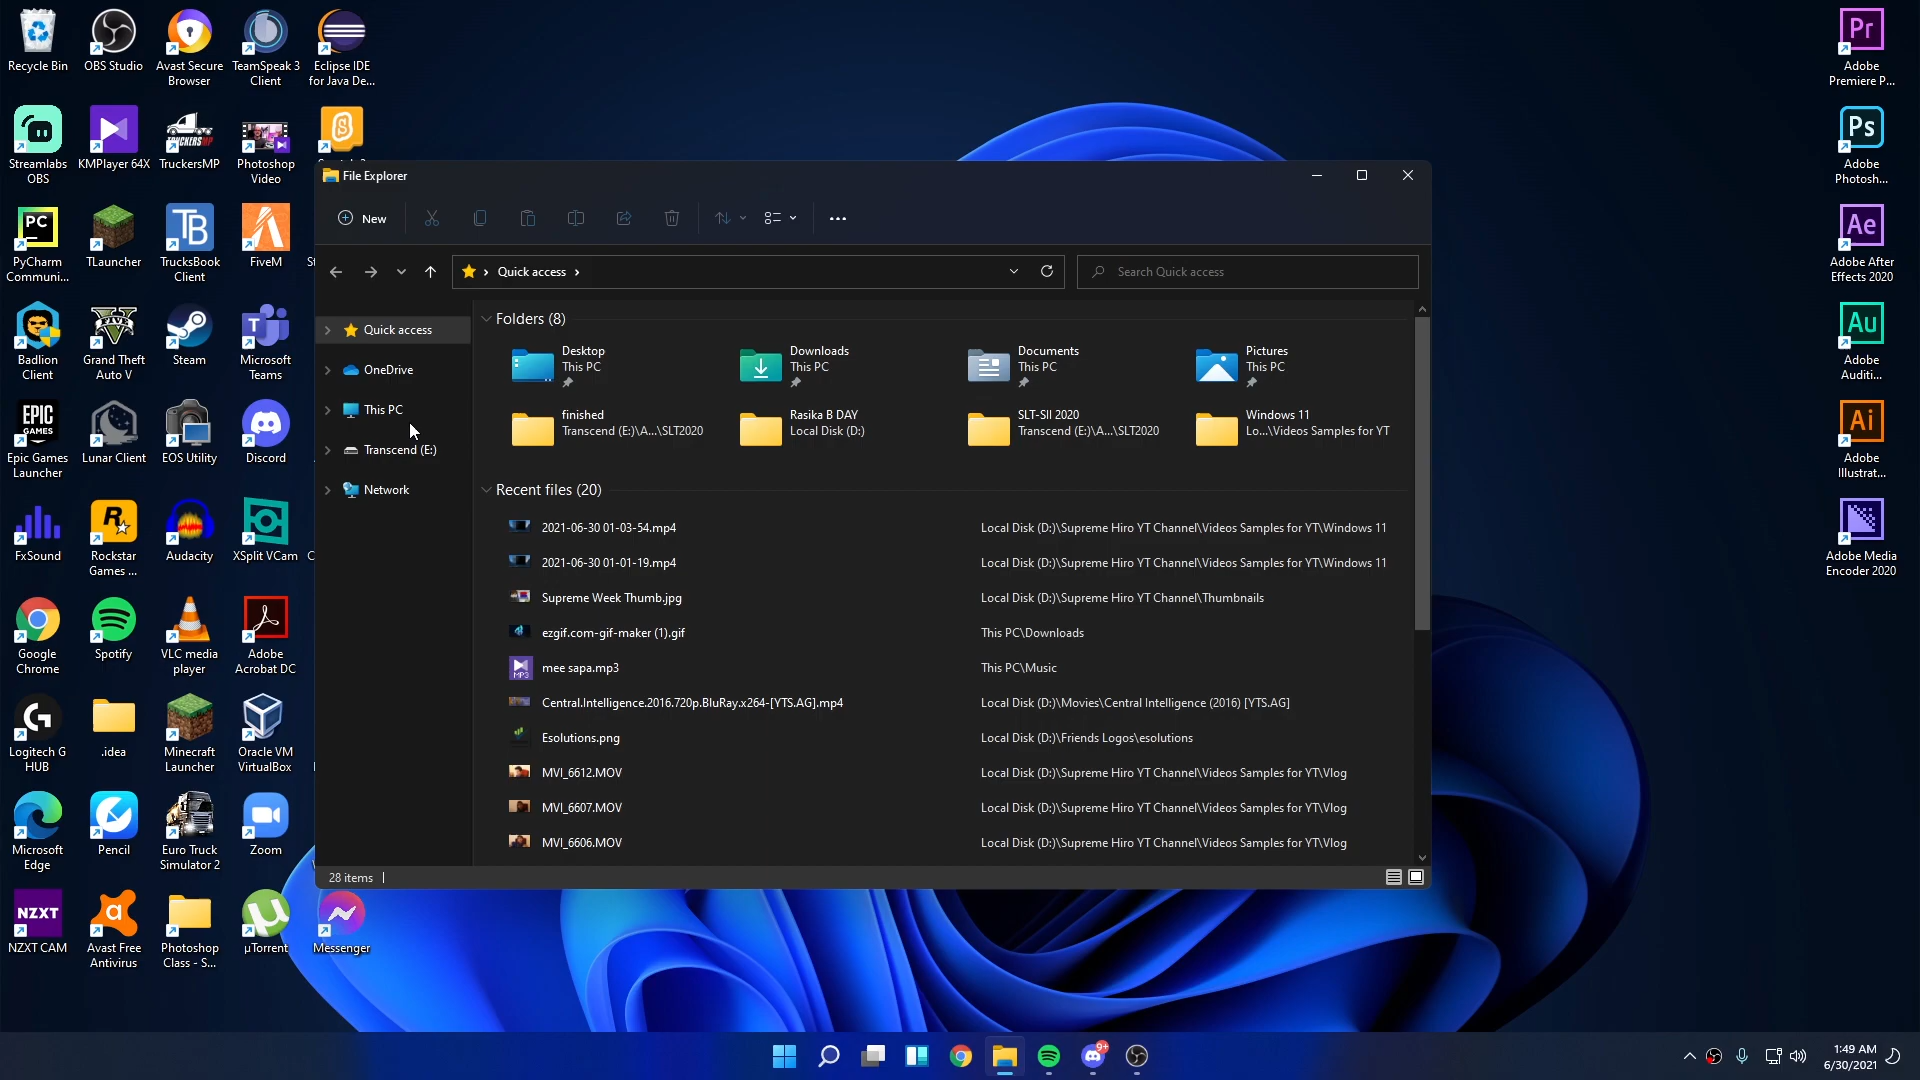 Recycle Bin
OBS Studio
Avast Secure
Browser
TeamSpeak 3
Client
Eclipse IDE
for Java De...
Streamlabs
OBS
KMPlayer 64X
TruckersMP
Photoshop
Video
PyCharm
Communi...
TLauncher
TrucksBook
Client
FiveM
Badlion
Client
Grand Theft
Auto V
Steam
Microsoft
Teams
Epic Games
Launcher
Lunar Client
EOS Utility
Discord
FxSound
Rockstar
Games ...
Audacity
XSplit VCam
Google
Chrome
Spotify
VLC media
player
Adobe
Acrobat DC
Logitech G
HUB
.idea
Minecraft
Launcher
Oracle VM
VirtualBox
Microsoft
Edge
Pencil
Euro Truck
Simulator 2
Zoom
NZXT
NZXT CAM
Avast Free
Antivirus
Photoshop
Class - S...
µTorrent
Messenger
PC
TB
EPIC
GAMES
File Explorer
New
Quick access
Search Quick access
Quick access
OneDrive
This PC
Transcend (E:)
Network
Folders (8)
Desktop
This PC
Downloads
This PC
Documents
This PC
Pictures
This PC
finished
Transcend (E:)\A...\SLT2020
Rasika B DAY
Local Disk (D:)
SLT-SII 2020
Transcend (E:)\A...\SLT2020
Windows 11
Lo...\Videos Samples for YT
Recent files (20)
2021-06-30 01-03-54.mp4 Local Disk (D:)\Supreme Hiro YT Channel\Videos Samples for YT\Windows 11
2021-06-30 01-01-19.mp4 Local Disk (D:)\Supreme Hiro YT Channel\Videos Samples for YT\Windows 11
Supreme Week Thumb.jpg Local Disk (D:)\Supreme Hiro YT Channel\Thumbnails
ezgif.com-gif-maker (1).gif This PC\Downloads
MP3 mee sapa.mp3 This PC\Music
Central.Intelligence.2016.720p.BluRay.x264-[YTS.AG].mp4 Local Disk (D:)\Movies\Central Intelligence (2016) [YTS.AG]
Esolutions.png Local Disk (D:)\Friends Logos\esolutions
MVI_6612.MOV Local Disk (D:)\Supreme Hiro YT Channel\Videos Samples for YT\Vlog
MVI_6607.MOV Local Disk (D:)\Supreme Hiro YT Channel\Videos Samples for YT\Vlog
MVI_6606.MOV Local Disk (D:)\Supreme Hiro YT Channel\Videos Samples for YT\Vlog
28 items
Pr
Adobe
Premiere P...
Ps
Adobe
Photosh...
Ae
Adobe After
Effects 2020
Au
Adobe
Auditi...
Ai
Adobe
Illustrat...
Adobe Media
Encoder 2020
9+
1:49 AM
6/30/2021